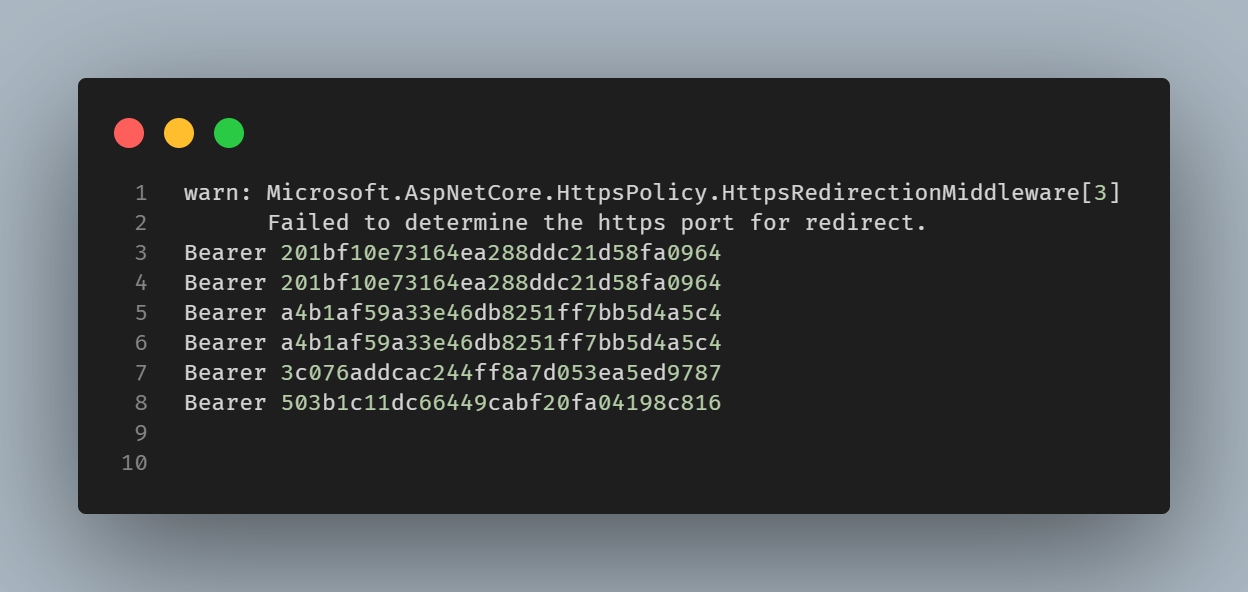 1 warn: Microsoft.AspNetCore.HttpsPolicy.HttpsRedirectionMiddleware[3]
2 Failed to determine the https port for redirect.
3 Bearer 201bf10e73164ea288ddc21d58fa0964
4 Bearer 201bf10e73164ea288ddc21d58fa0964
5 Bearer a4b1af59a33e46db8251ff7bb5d4a5c4
6 Bearer a4b1af59a33e46db8251ff7bb5d4a5c4
7 Bearer 3c076addcac244ff8a7d053ea5ed9787
8 Bearer 503b1c11dc66449cabf20fa04198c816
9
10